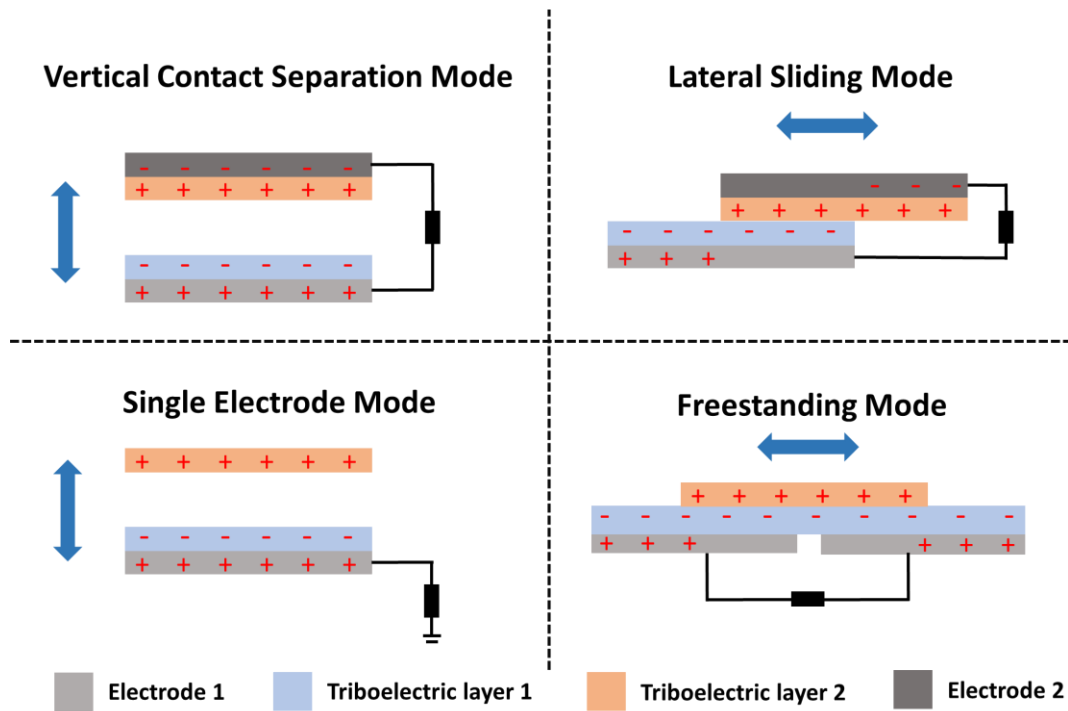 Vertical Contact Separation Mode
Lateral Sliding Mode
- - - - - -
+ + + + + +
- - - - - -
+ + + + + +
- - -
+ + + + + +
- - - - - -
+ + +
Single Electrode Mode
Freestanding Mode
+ + + + + +
- - - - - -
+ + + + + +
+ + + + + +
- - - - - - - - - -
+ + + + + +
Electrode 1
Triboelectric layer 1
Triboelectric layer 2
Electrode 2